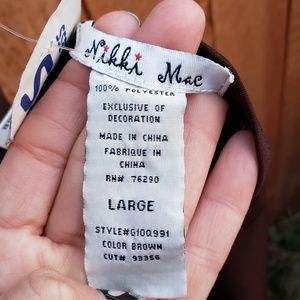 Nikki Mac
100% POLYESTER
EXCLUSIVE OF
DECORATION
MADE IN CHINA
FABRIQUE IN
CHINA
RN# 76290
LARGE
STYLE#G10Q991
COLOR BROWN
CUT# 93356